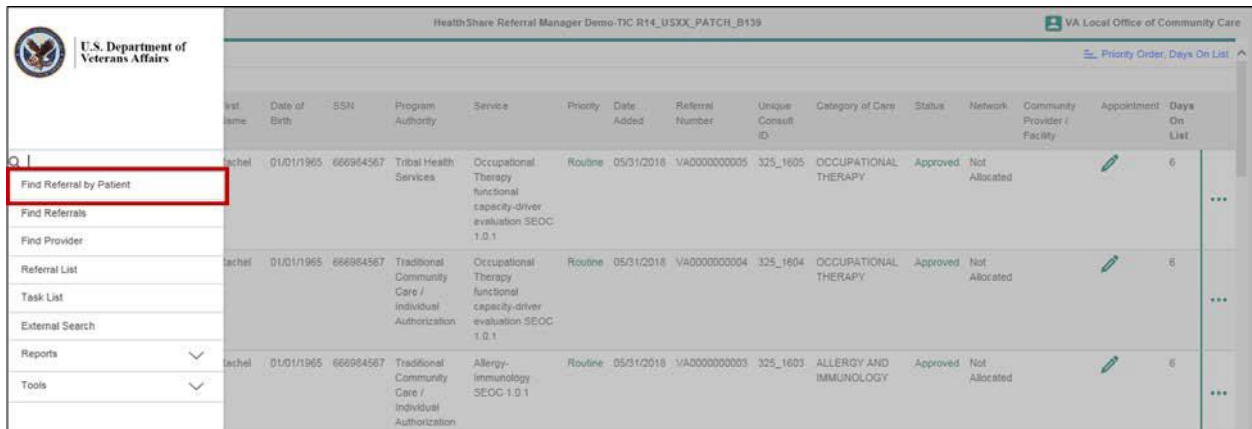 HealthShare Referral Manager Demo-TIC R14_USXX_PATCH_B139
VA Local Office of Community Care
U.S. Department of
Veterans Affairs
Priority Order, Days On List
Date of
Birth
SSN
Program
Authority
Service
Priority
Date
Added
Referral
Number
Unique
Consult
ID
Category of Care
Status
Network
Community
Provider /
Facility
Appointment
Days
On
List
Find Referral by Patient
Find Referrals
Find Provider
Referral List
Task List
External Search
Reports
Tools
achel
01/01/1965
666984567
Tribal Health
Services
Occupational
Therapy
functional
capacity-driver
evaluation SEOC
1.0.1
Routine
05/31/2018
VA0000000005
325_1605
OCCUPATIONAL
THERAPY
Approved
Not
Allocated
6
achel
01/01/1965
666984567
Traditional
Community
Care /
Individual
Authorization
Occupational
Therapy
functional
capacity-driver
evaluation SEOC
1.0.1
Routine
05/31/2018
VA0000000004
325_1604
OCCUPATIONAL
THERAPY
Approved
Not
Allocated
6
achel
01/01/1965
666984567
Traditional
Community
Care /
Individual
Authorization
Allergy-
Immunology
SEOC 1.0.1
Routine
05/31/2018
VA0000000003
325_1603
ALLERGY AND
IMMUNOLOGY
Approved
Not
Allocated
6